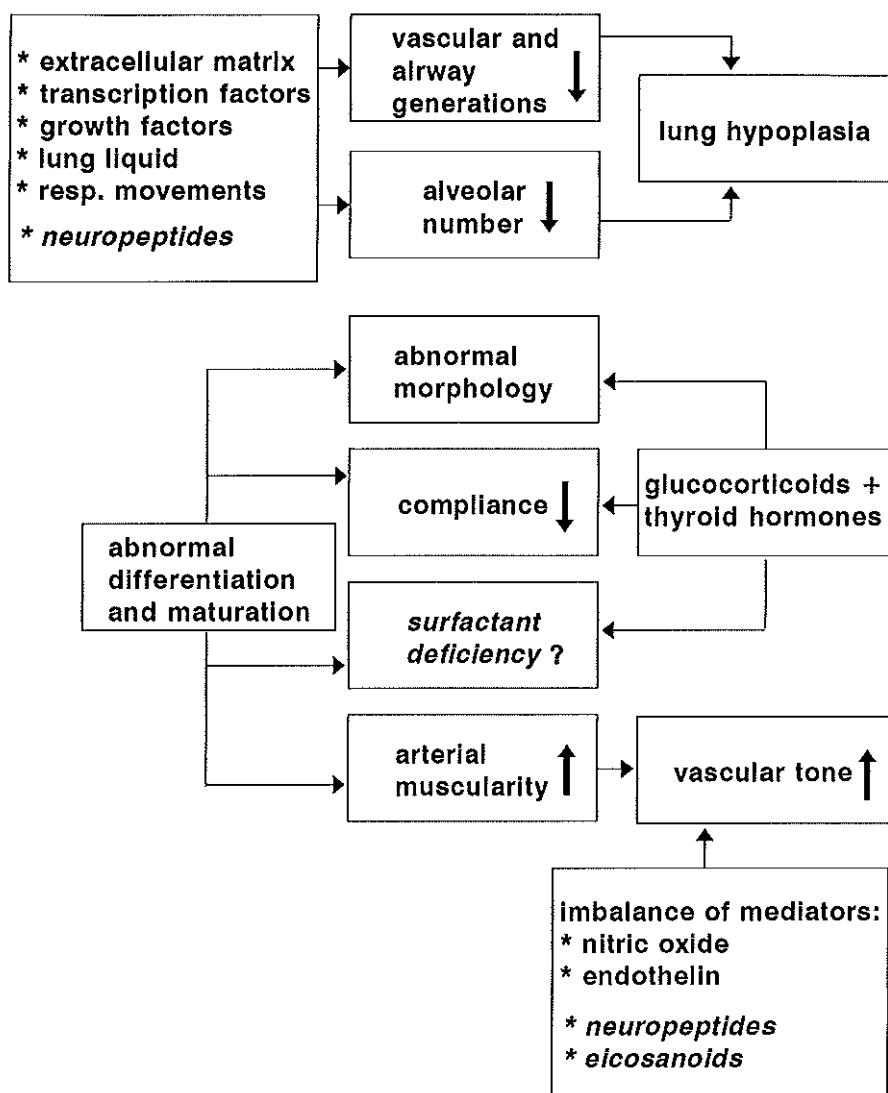 * extracellular matrix
* transcription factors
* growth factors
* lung liquid
* resp. movements
* neuropeptides
vascular and
airway
generations
alveolar
number
lung hypoplasia
abnormal
morphology
compliance
abnormal
differentiation
and maturation
surfactant
deficiency ?
arterial
muscularity
glucocorticoids +
thyroid hormones
vascular tone
imbalance of mediators:
* nitric oxide
* endothelin
* neuropeptides
* eicosanoids